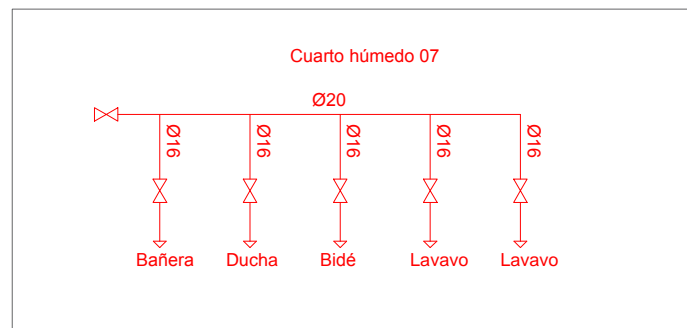 Cuarto húmedo 07
Ø20
Ø16 Ø16 Ø16 Ø16 Ø16
Bañera Ducha Bidé Lavavo Lavavo